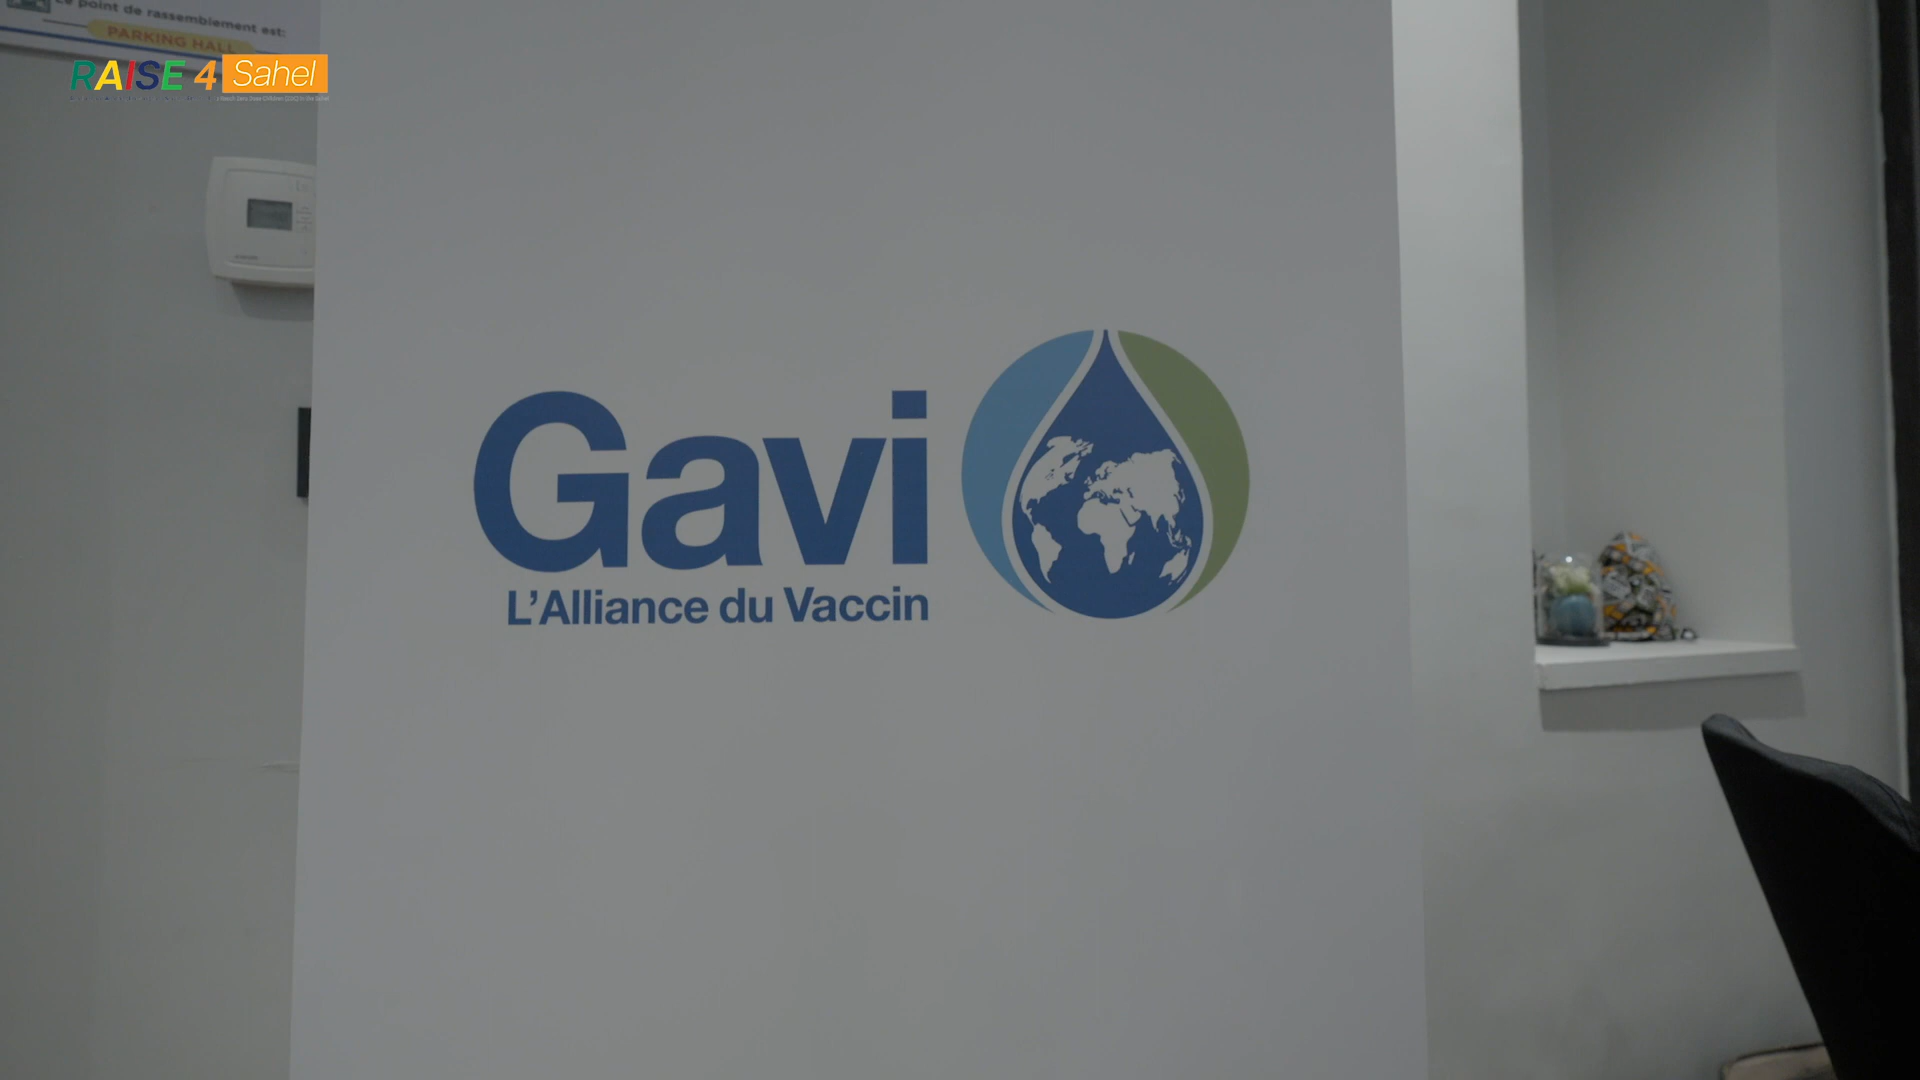 Le point de rassemblement est:
PARKING HALL
RAISE 4 Sahel
Gavi
L'Alliance du Vaccin